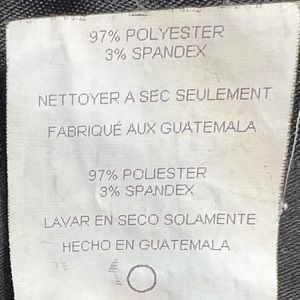 97% POLYESTER
3% SPANDEX
NETTOYER A SEC SEULEMENT
FABRIQUÉ AUX GUATEMALA
97% POLIESTER
3% SPANDEX
LAVAR EN SECO SOLAMENTE
HECHO EN GUATEMALA